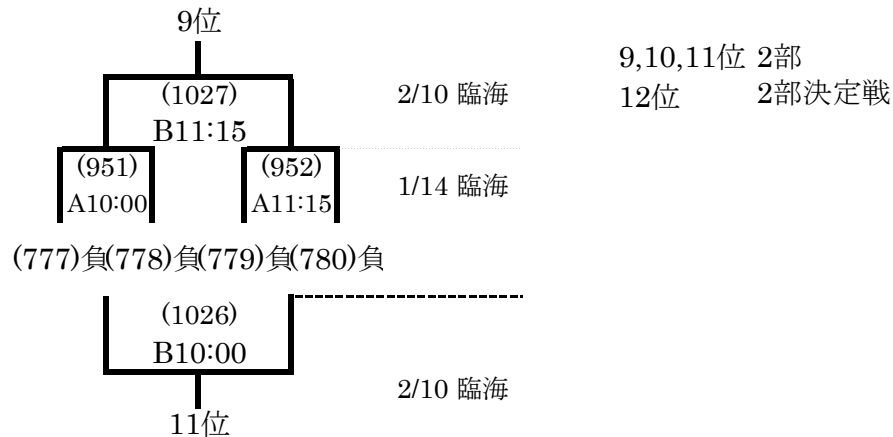 9位
9,10,11位 2部
(1027)
2/10 臨海
12位 2部決定戦
B11:15
(951) (952)
1/14 臨海
A10:00 A11:15
(777)負(778)負(779)負(780)負
(1026)
B10:00
2/10 臨海
11位